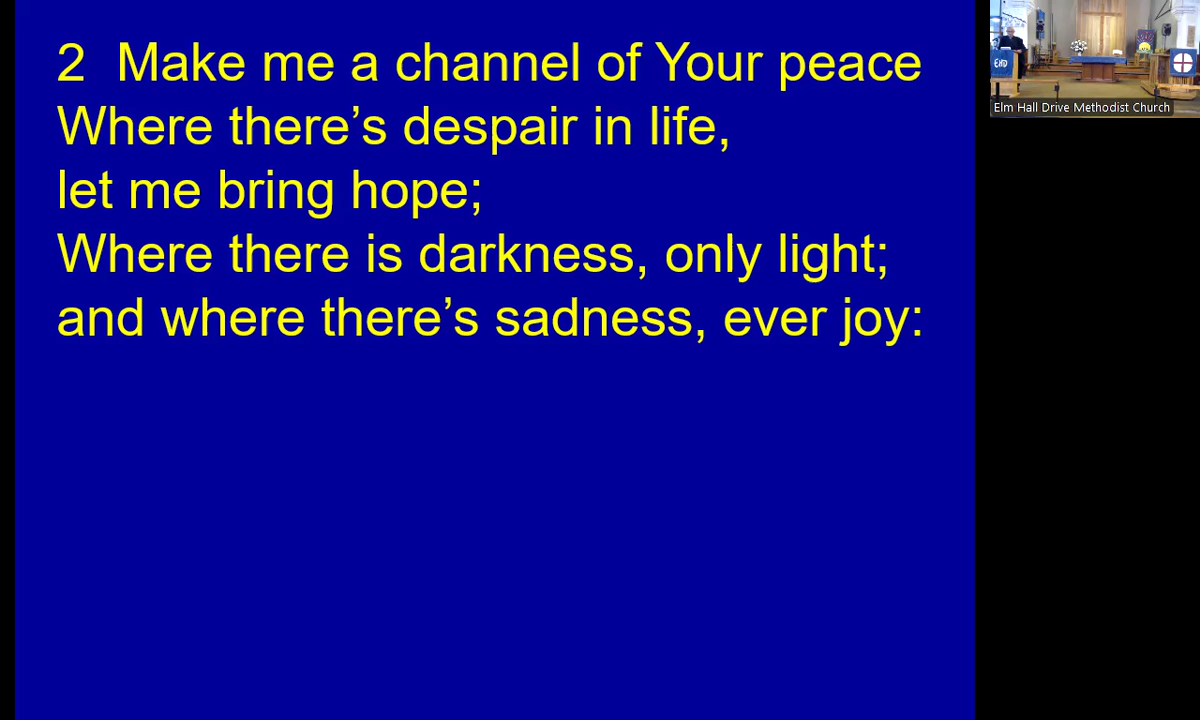 2 Make me a channel of Your peace
Where there’s despair in life,
let me bring hope;
Where there is darkness, only light;
and where there’s sadness, ever joy:
Elm Hall Drive Methodist Church